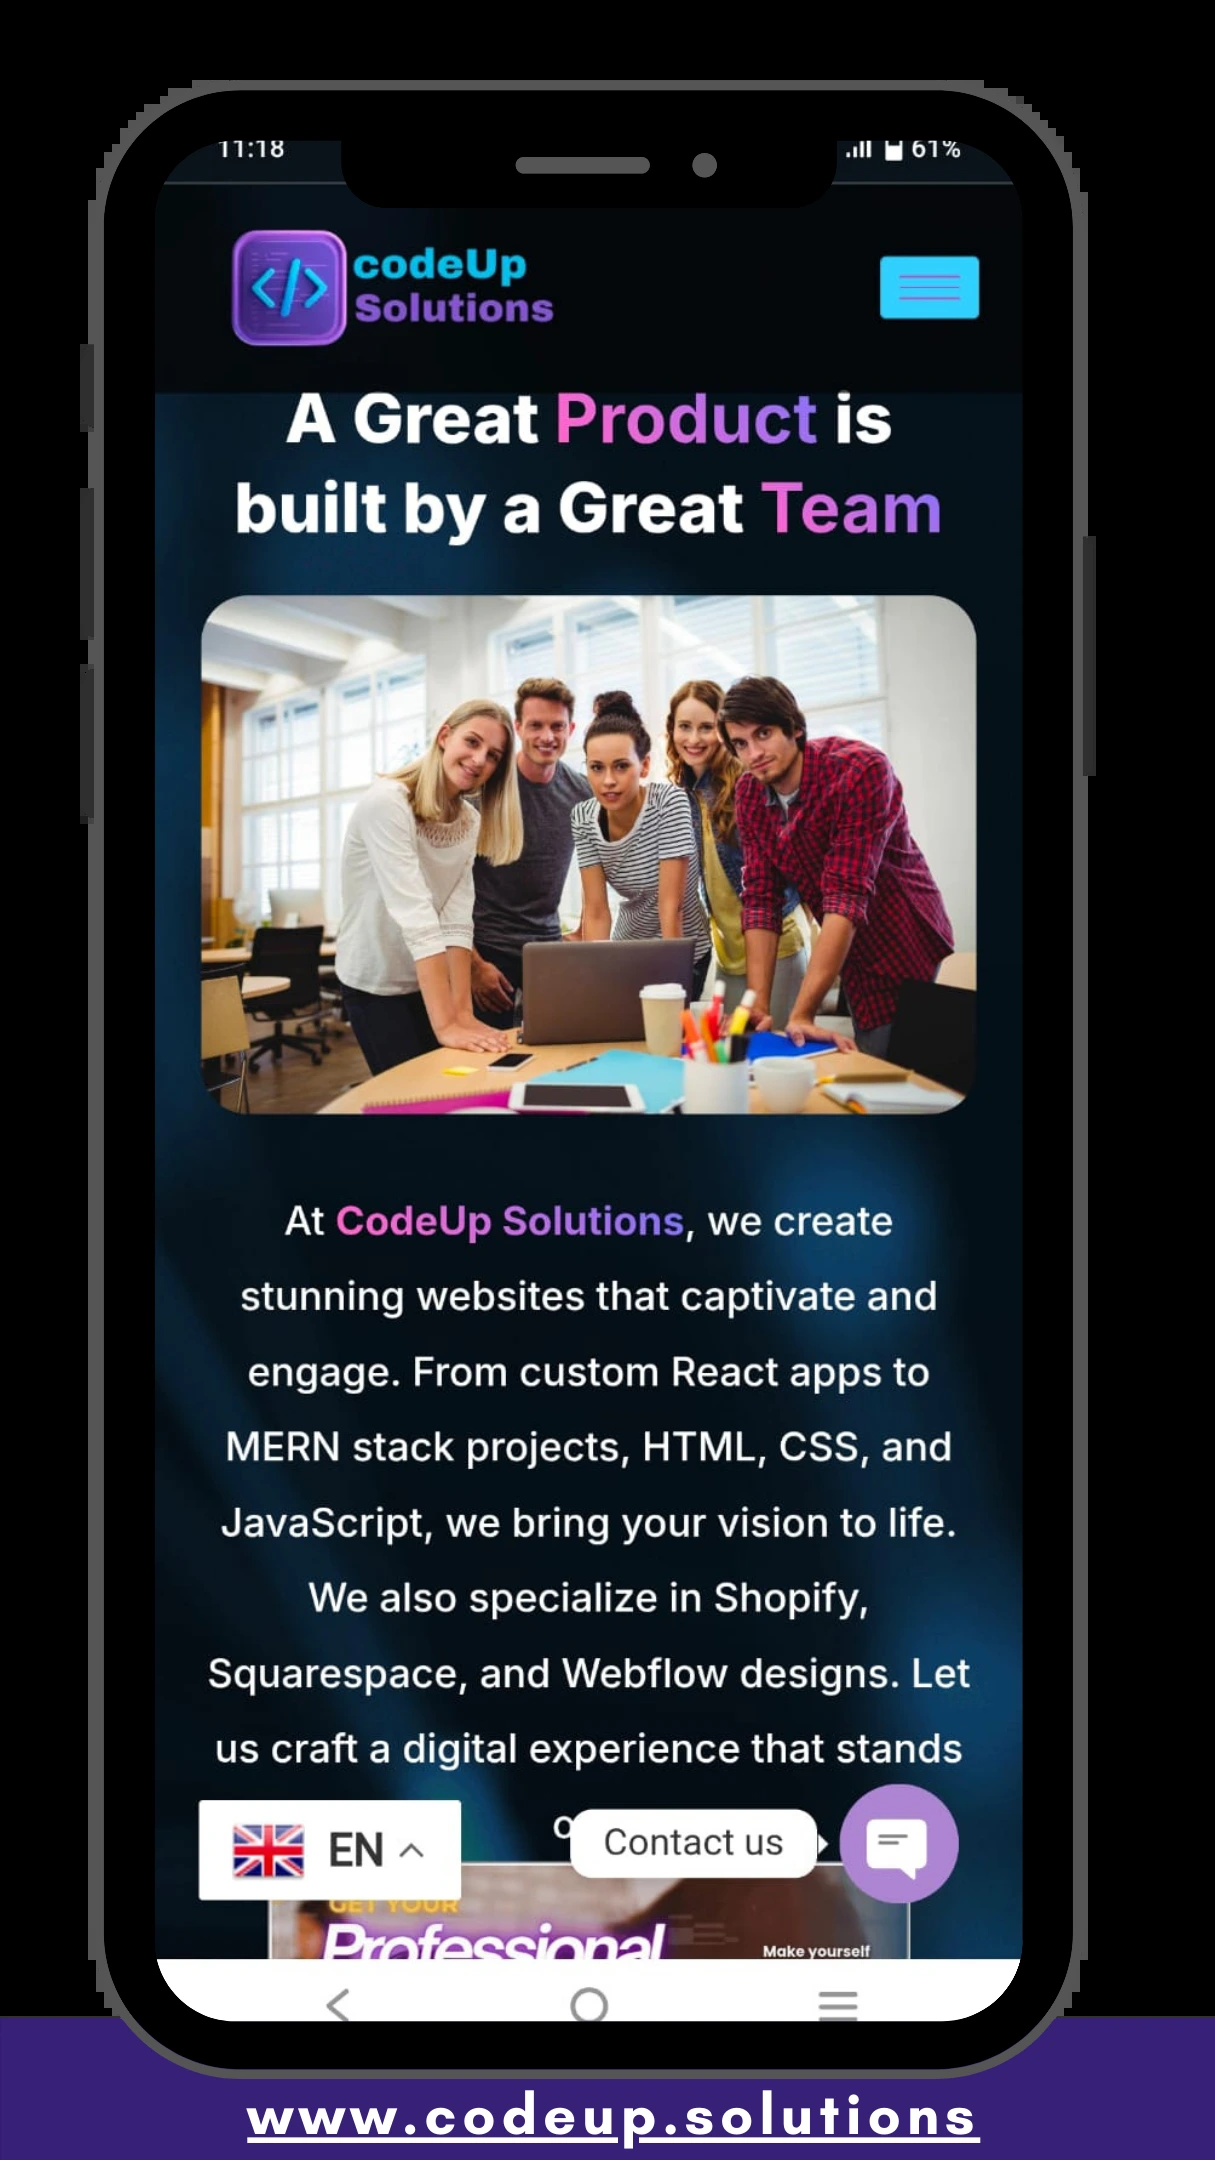 11:18
61%
codeUp
Solutions
A Great Product is
built by a Great Team
At CodeUp Solutions, we create
stunning websites that captivate and
engage. From custom React apps to
MERN stack projects, HTML, CSS, and
JavaScript, we bring your vision to life.
We also specialize in Shopify,
Squarespace, and Webflow designs. Let
us craft a digital experience that stands
EN
Contact us
GET YOUR
Professional
Make yourself
www.codeup.solutions